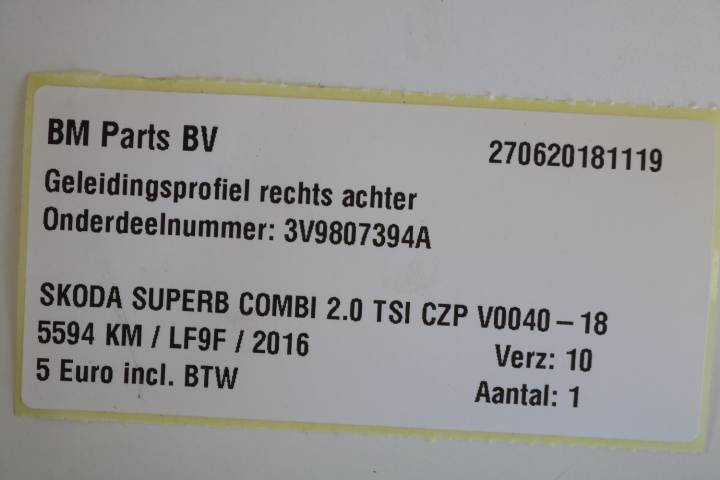 BM Parts BV 270620181119
Geleidingsprofiel rechts achter
Onderdeelnummer: 3V9807394A
SKODA SUPERB COMBI 2.0 TSI CZP V0040-18
5594 KM / LF9F / 2016 Verz: 10
5 Euro incl. BTW Aantal: 1